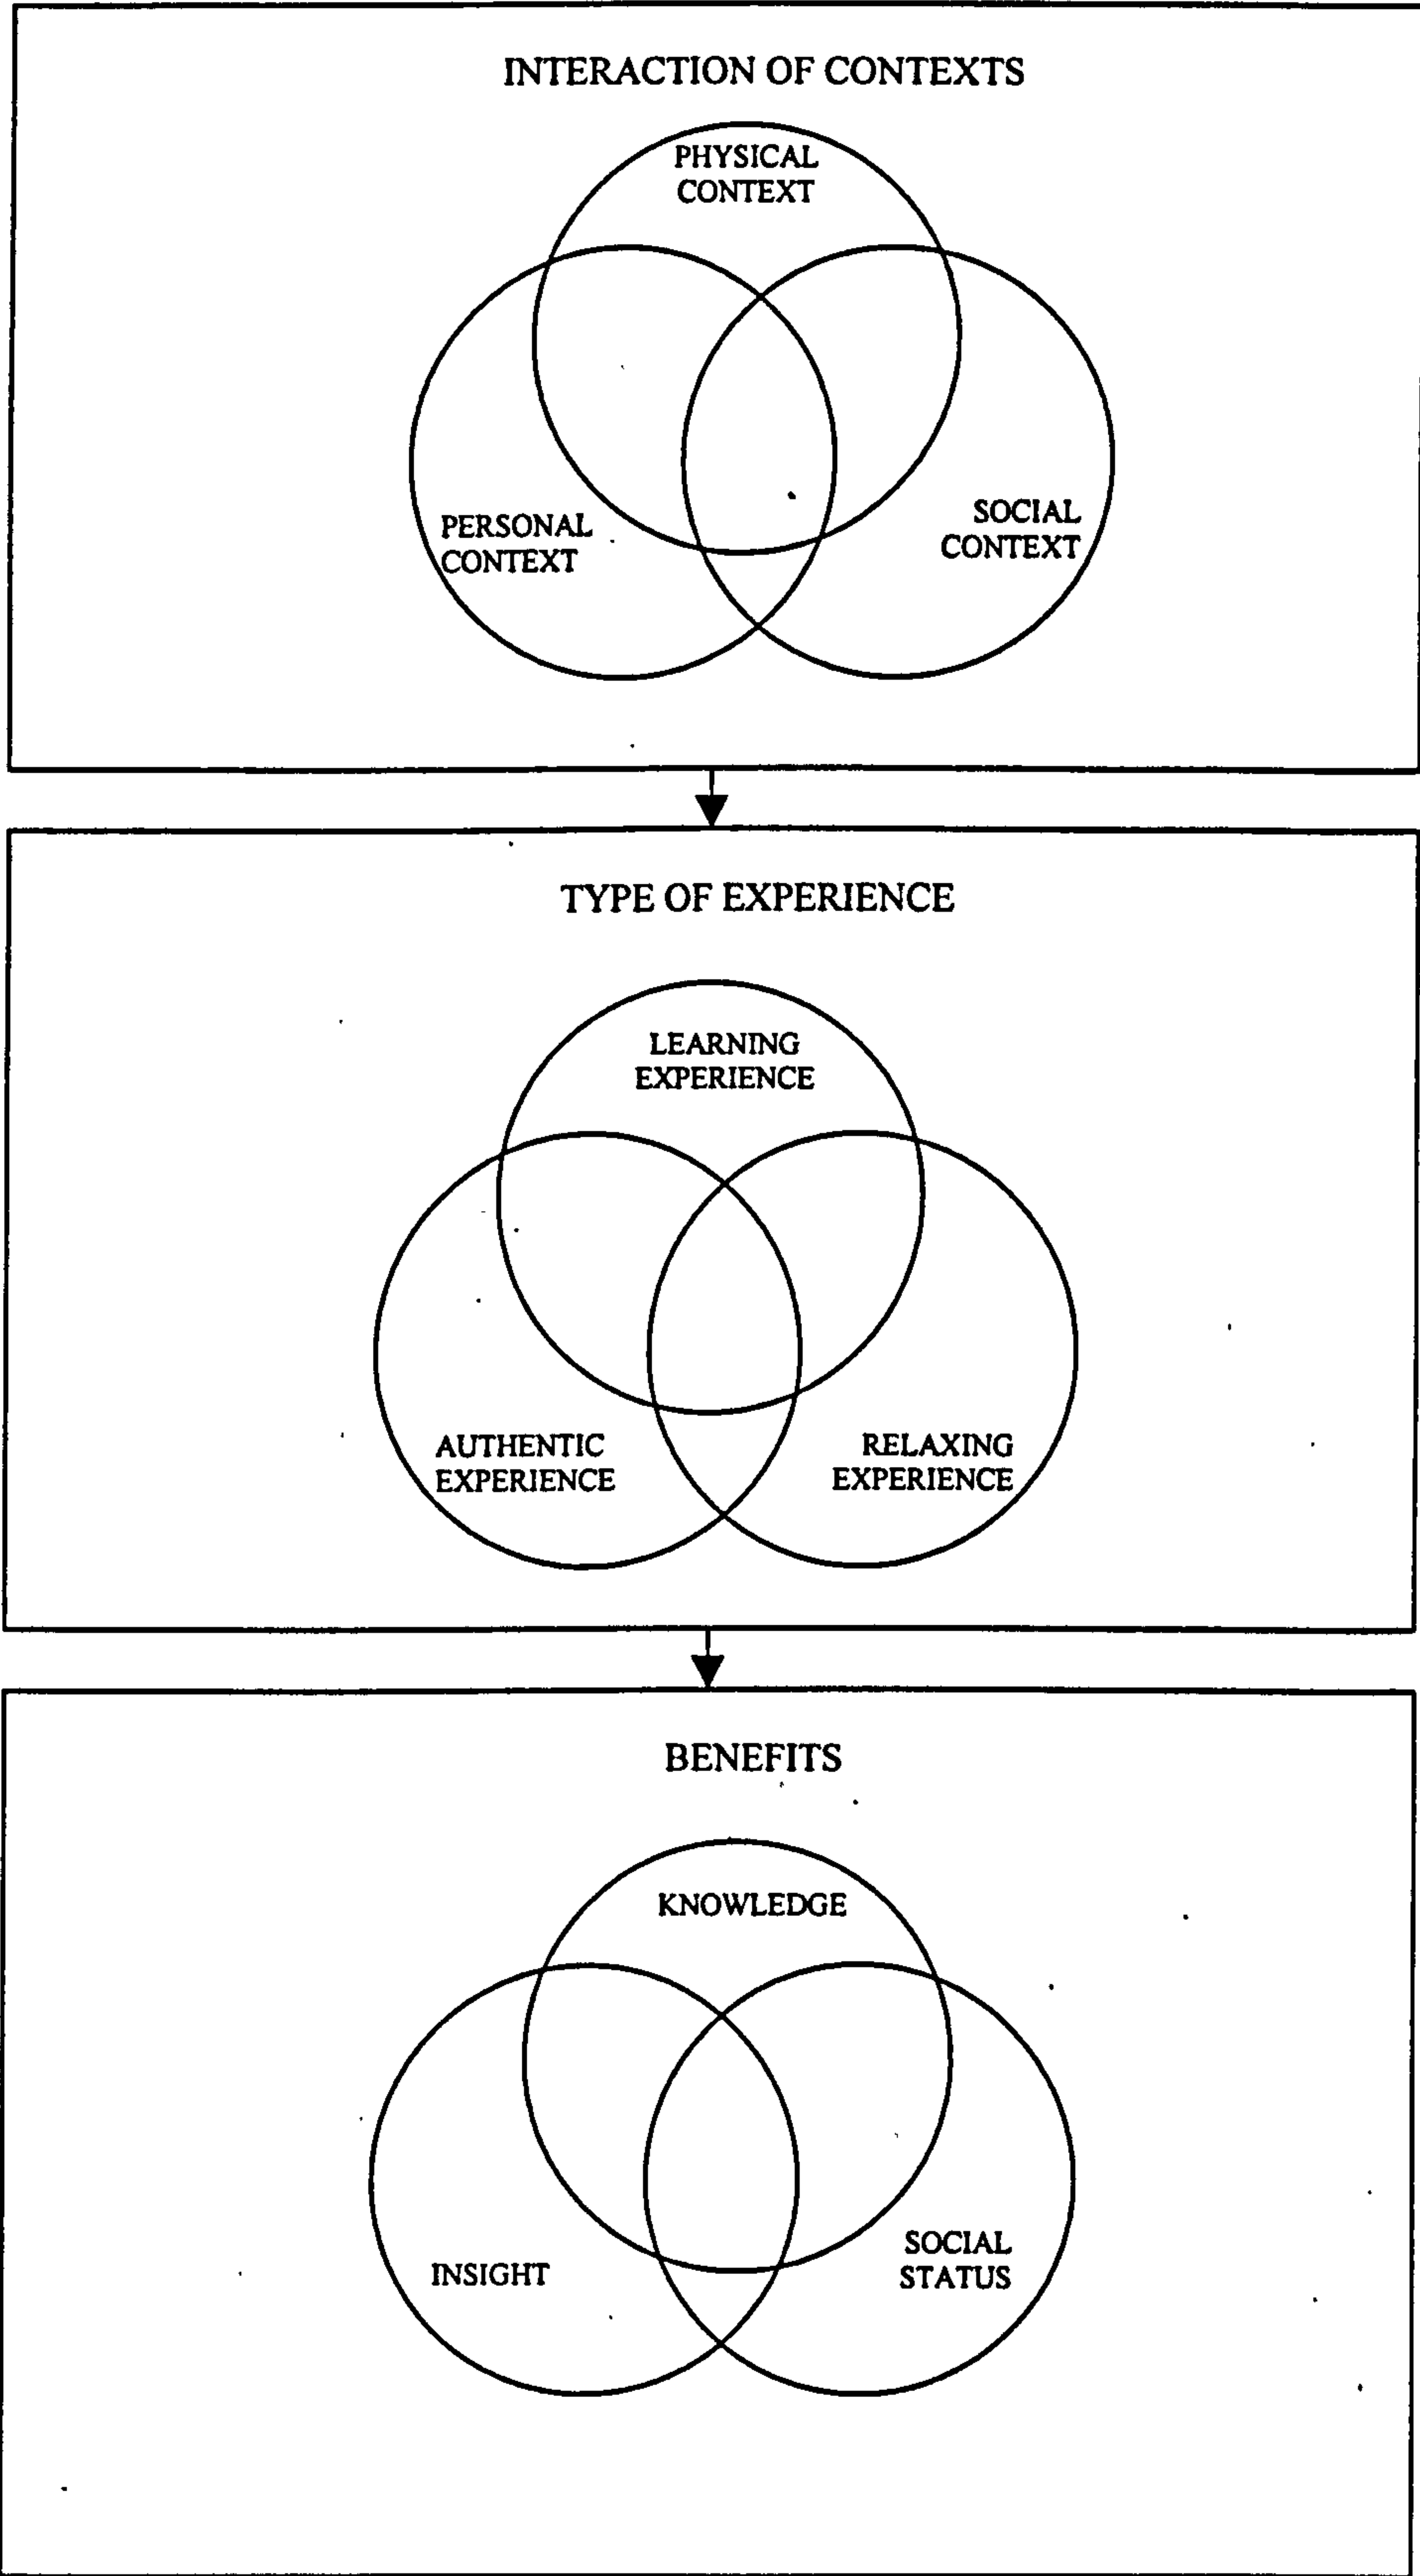 INTERACTION OF CONTEXTS
PHYSICAL
CONTEXT
PERSONAL
CONTEXT
SOCIAL
CONTEXT
TYPE OF EXPERIENCE
LEARNING
EXPERIENCE
AUTHENTIC
EXPERIENCE
RELAXING
EXPERIENCE
BENEFITS
KNOWLEDGE
INSIGHT
SOCIAL
STATUS